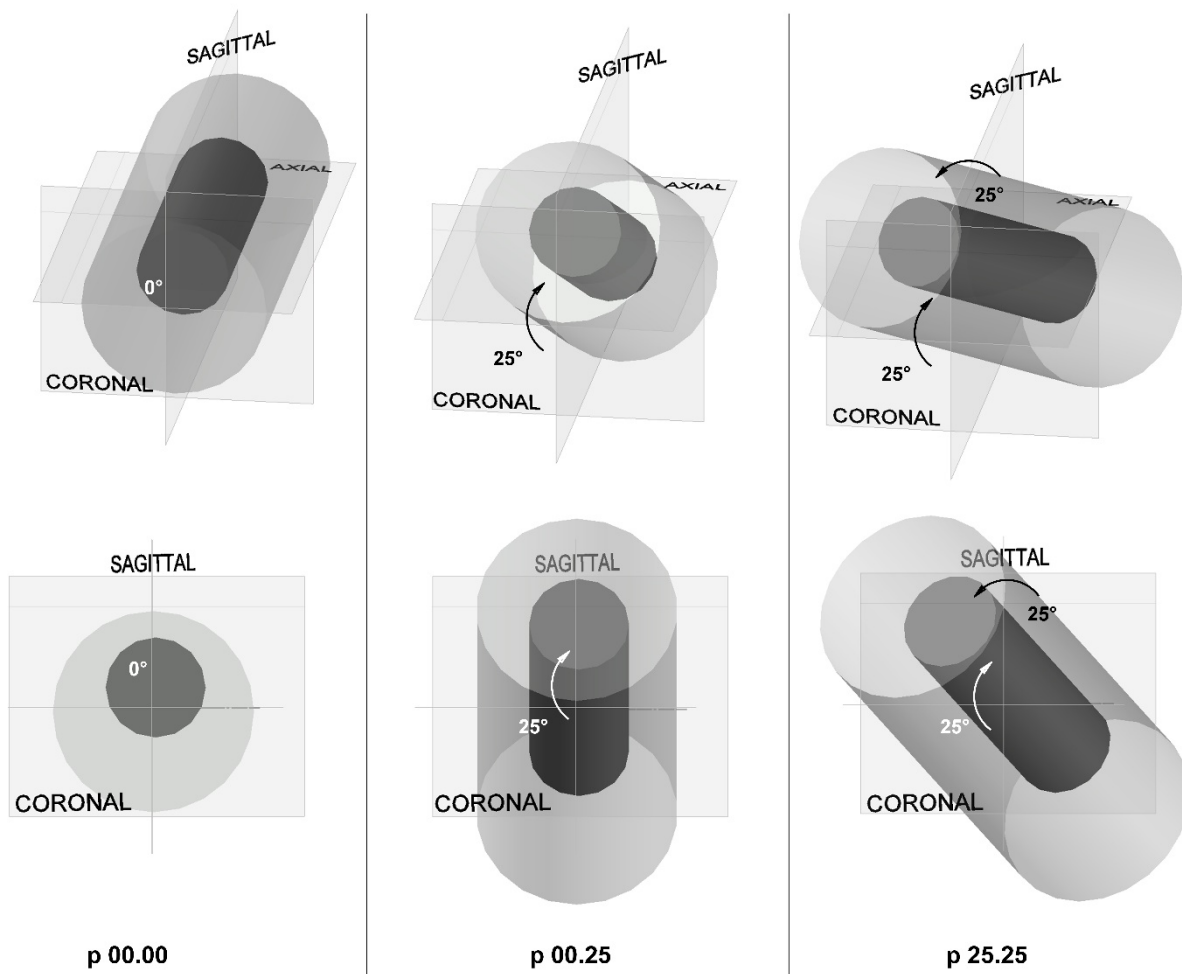 SAGITTAL
AXIAL
0°
CORONAL
SAGITTAL
0°
CORONAL
p 00.00
SAGITTAL
AXIAL
25°
CORONAL
SAGITTAL
25°
CORONAL
p 00.25
SAGITTAL
25°
AXIAL
25°
CORONAL
SAGITTAL
25°
25°
CORONAL
p 25.25